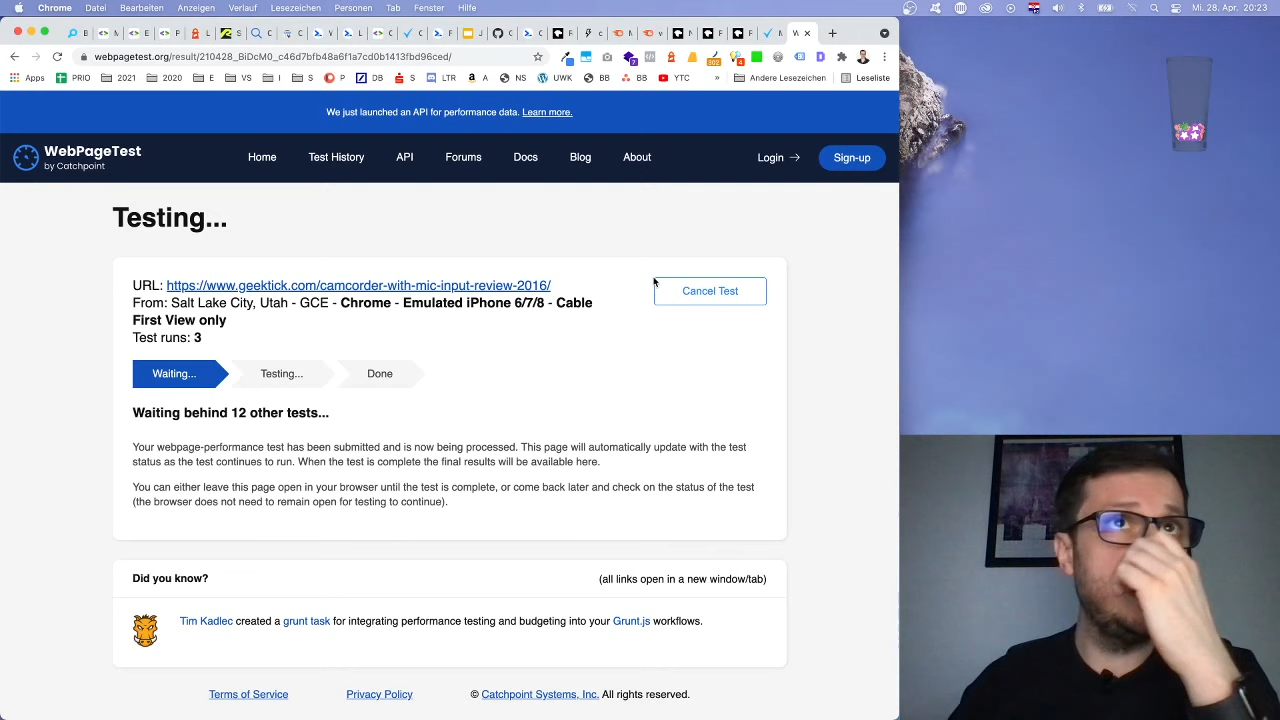 Chrome Datei Bearbeiten Anzeigen Verlauf Lesezeichen Personen Tab Fenster Hilfe Mi. 28. Apr. 20:23
webpagetest.org/result/210428_BiDcM0_c46d7bfb5f48a6f5cb1362fbd96ced/
Apps PRIO 2021 2020 E VS I P DB S LTR A NS UWK BB BB YTC » Andere Lesezeichen Leseliste
We just launched an API for performance data. Learn more.
WebPageTest
by Catchpoint
Home Test History API Forums Docs Blog About Login Sign-up
Testing...
URL: https://www.geektick.com/camcorder-with-mic-input-review-2016/
Cancel Test
From: Salt Lake City, Utah - GCE - Chrome - Emulated iPhone 6/7/8 - Cable
First View only
Test runs: 3
Waiting... Testing... Done
Waiting behind 12 other tests...
Your webpage-performance test has been submitted and is now being processed. This page will automatically update with the test
status as the test continues to run. When the test is complete the final results will be available here.
You can either leave this page open in your browser until the test is complete, or come back later and check on the status of the test
(the browser does not need to remain open for testing to continue).
Did you know? (all links open in a new window/tab)
Tim Kadlec created a grunt task for integrating performance testing and budgeting into your Grunt.js workflows.
Terms of Service Privacy Policy © Catchpoint Systems, Inc. All rights reserved.